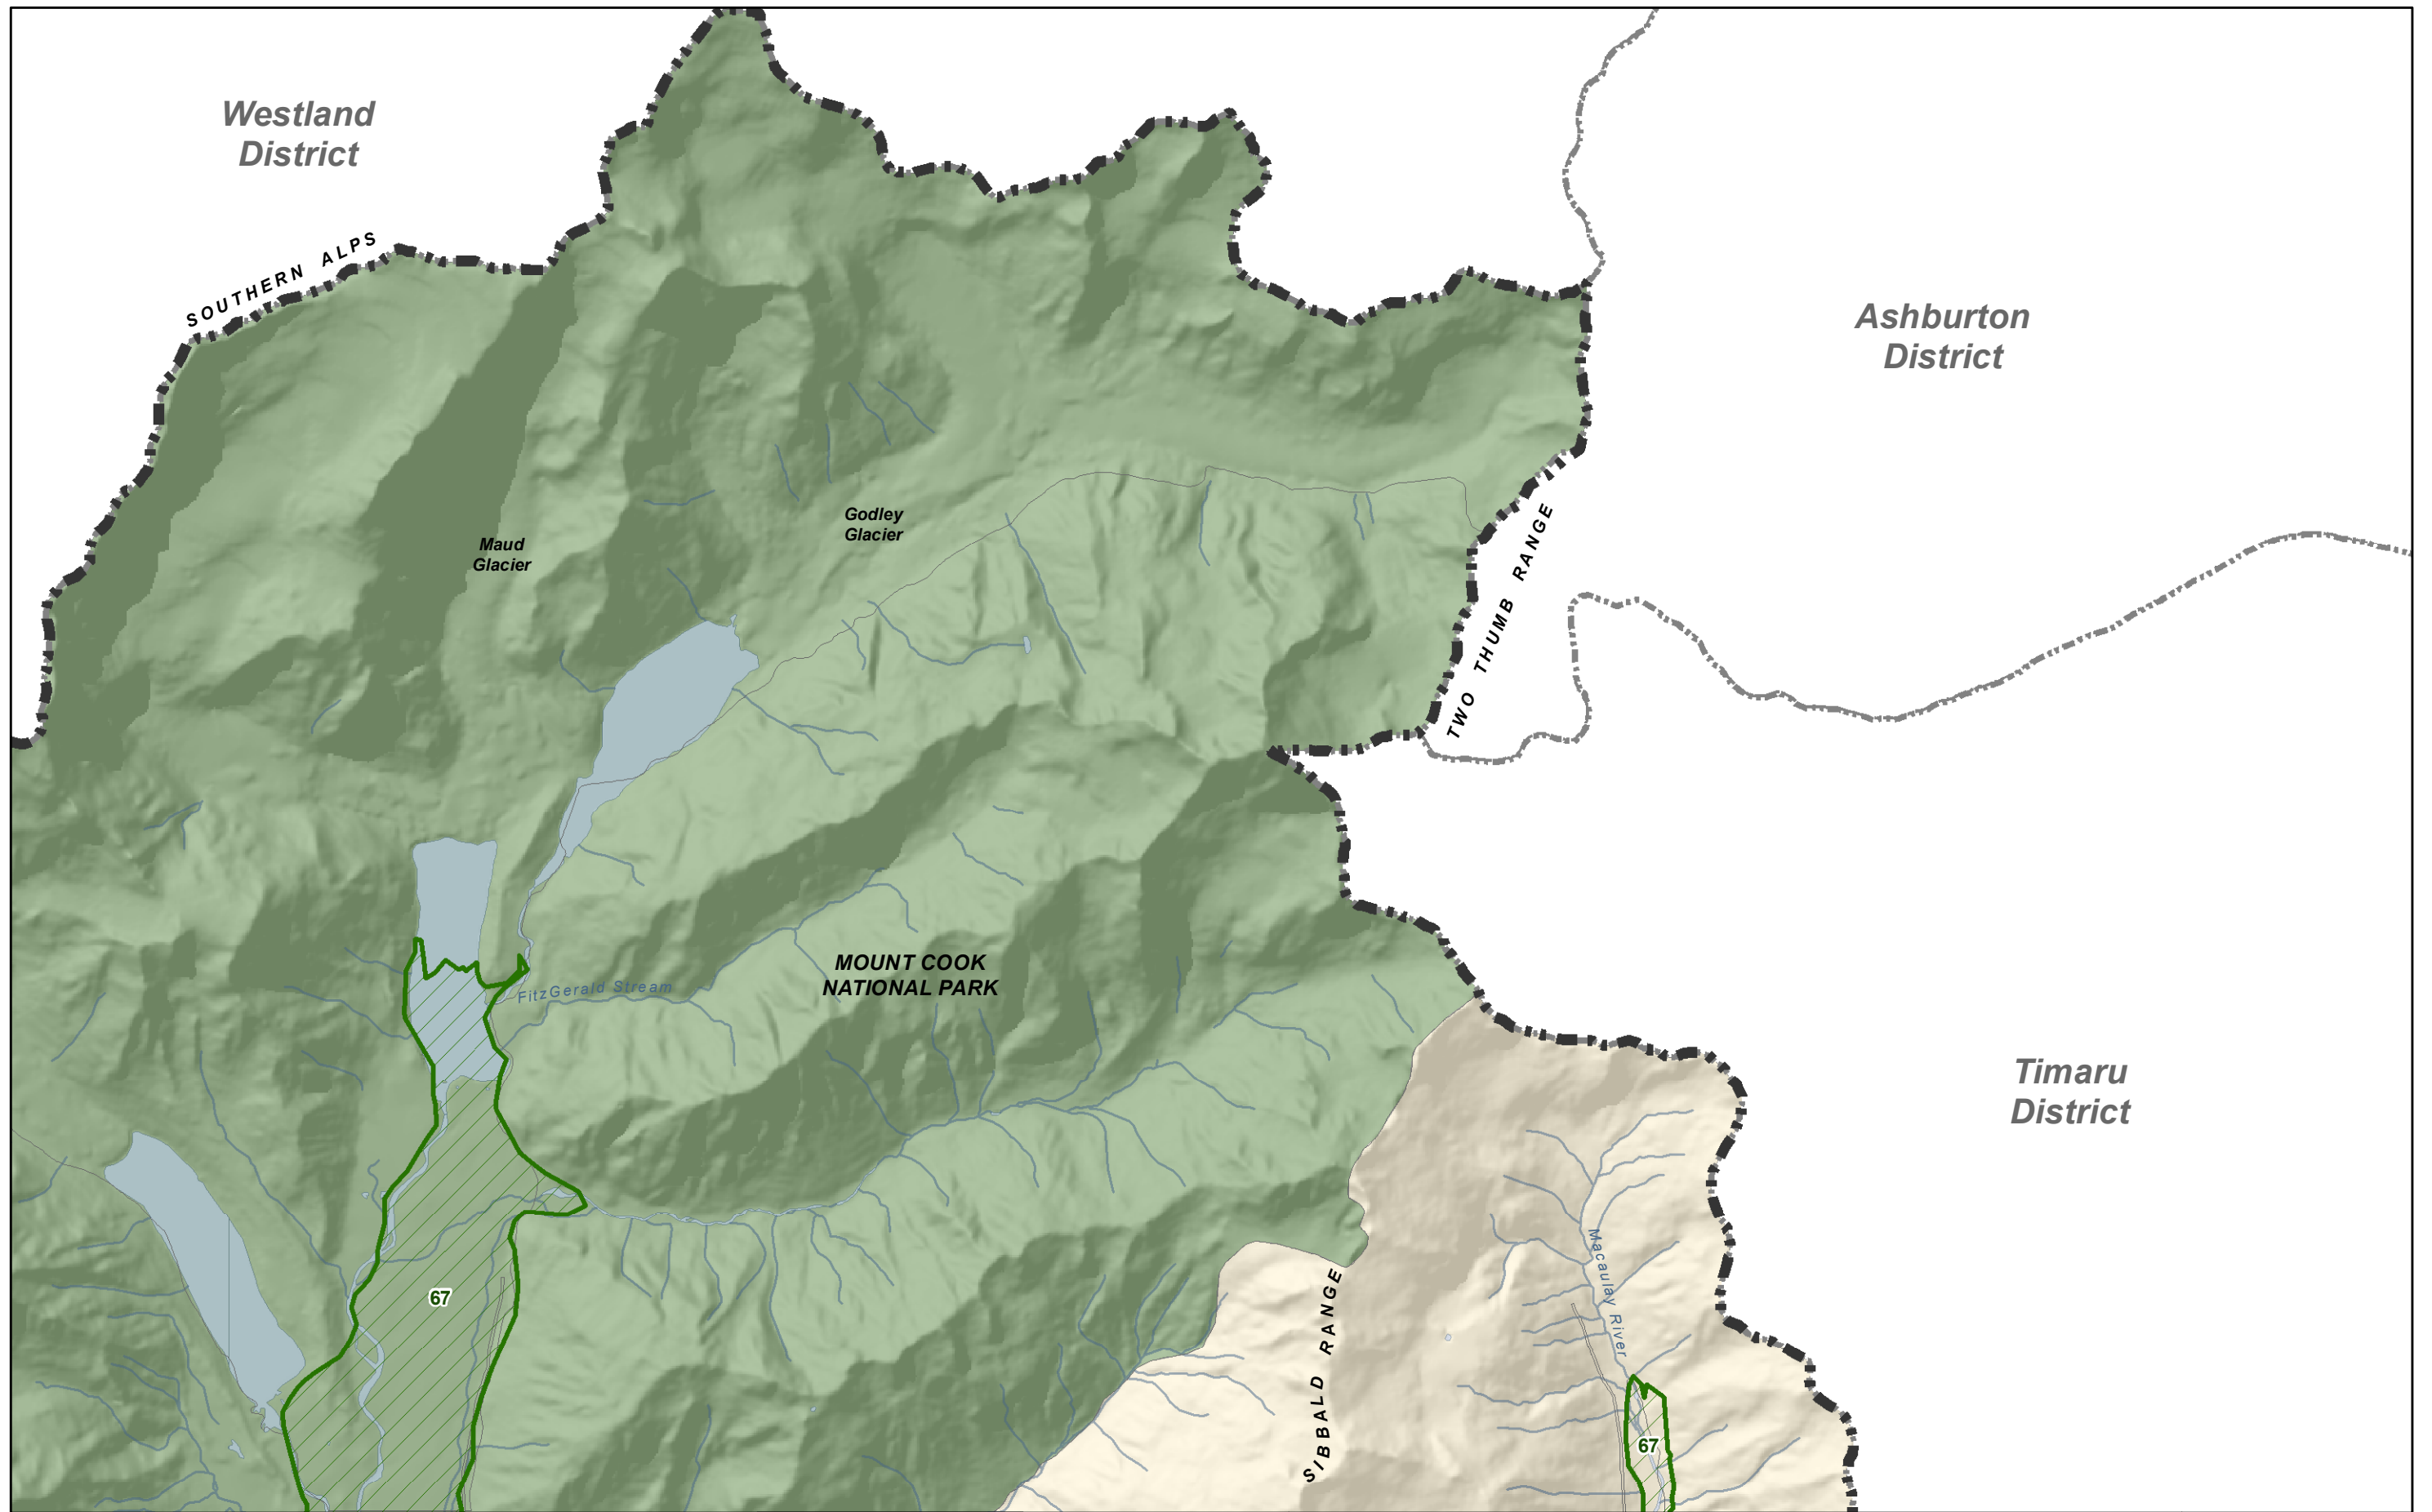 Westland
District
SOUTHERN ALPS
Ashburton
District
Godley
Glacier
Maud
Glacier
TWO THUMB RANGE
MOUNT COOK
NATIONAL PARK
FitzGerald Stream
Timaru
District
Macaulay River
67
SIBBALD RANGE
67